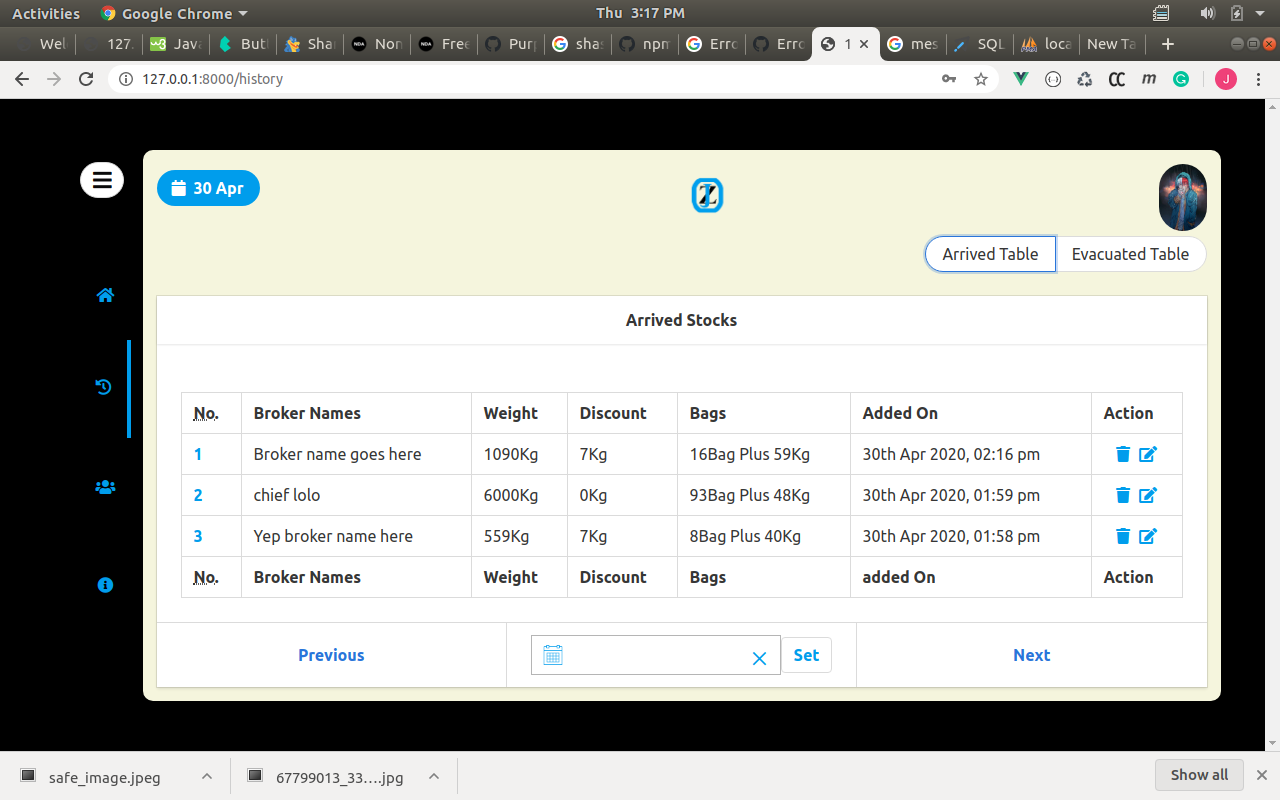 Activities Google Chrome Thu 3:17 PM
Wel 127. Java But Sha Non Free Purp shas npm Erro Erro 1 mes SQL loca New Ta
127.0.0.1:8000/history
CC m J
30 Apr
Z
Arrived Table Evacuated Table
Arrived Stocks
No. Broker Names Weight Discount Bags Added On Action
1 Broker name goes here 1090Kg 7Kg 16Bag Plus 59Kg 30th Apr 2020, 02:16 pm
2 chief lolo 6000Kg 0Kg 93Bag Plus 48Kg 30th Apr 2020, 01:59 pm
3 Yep broker name here 559Kg 7Kg 8Bag Plus 40Kg 30th Apr 2020, 01:58 pm
No. Broker Names Weight Discount Bags added On Action
Previous Set Next
safe_image.jpeg 67799013_33....jpg Show all